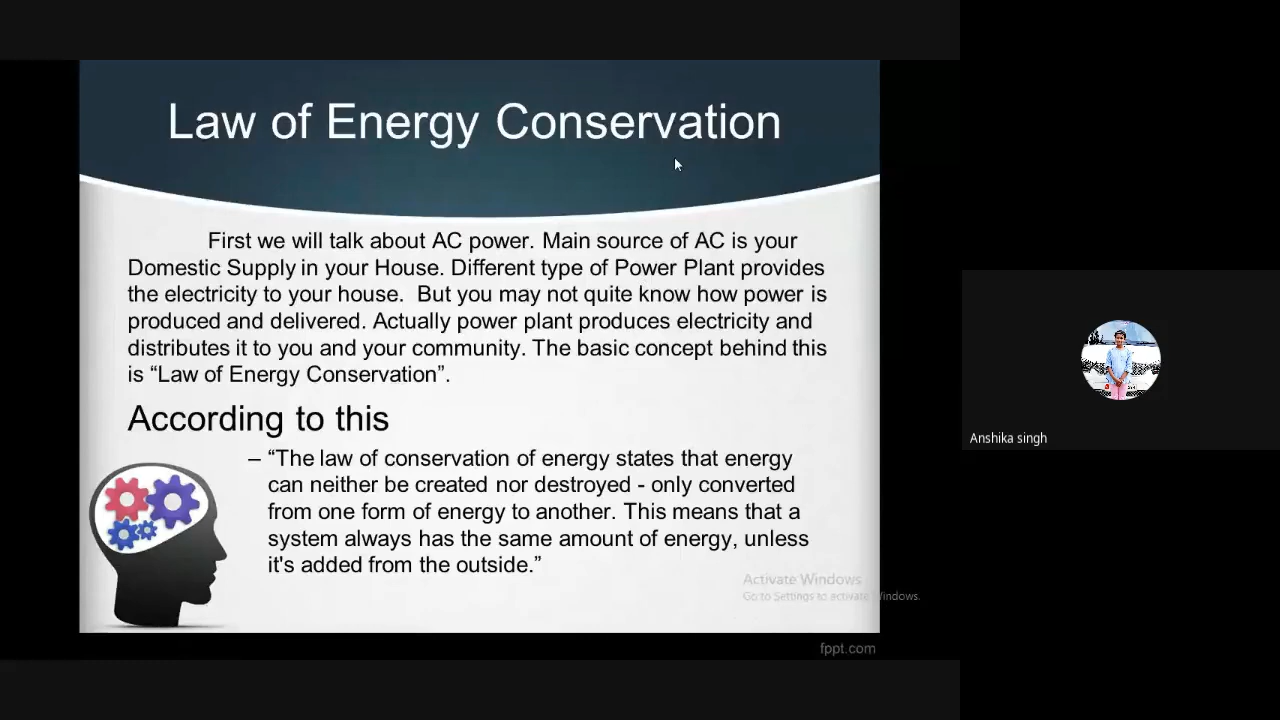 Law of Energy Conservation
First we will talk about AC power. Main source of AC is your
Domestic Supply in your House. Different type of Power Plant provides
the electricity to your house.  But you may not quite know how power is
produced and delivered. Actually power plant produces electricity and
distributes it to you and your community. The basic concept behind this
is “Law of Energy Conservation”.
According to this
– “The law of conservation of energy states that energy
can neither be created nor destroyed - only converted
from one form of energy to another. This means that a
system always has the same amount of energy, unless
it's added from the outside.”
Activate Windows
Go to Settings to activate Windows.
fppt.com
Anshika singh